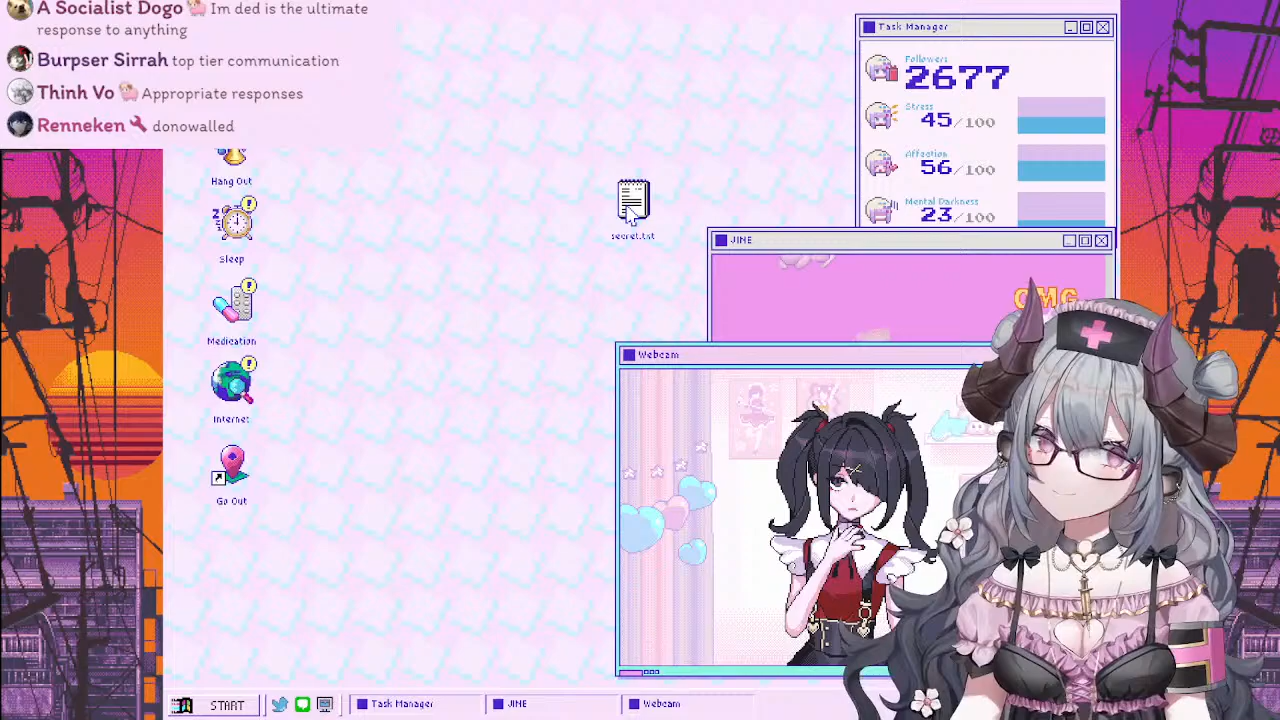 A Socialist Dogo Im ded is the ultimate
response to anything
Burpser Sirrah top tier communication
Thinh Vo Appropriate responses
Renneken donowalled
Task Manager
Followers
2677
Stress
45/100
Affection
56/100
Mental Darkness
23/100
Hang Out
Sleep
Medication
Internet
Go Out
secret.txt
JINE
OMG
Webcam
START
Task Manager
JINE
Webcam